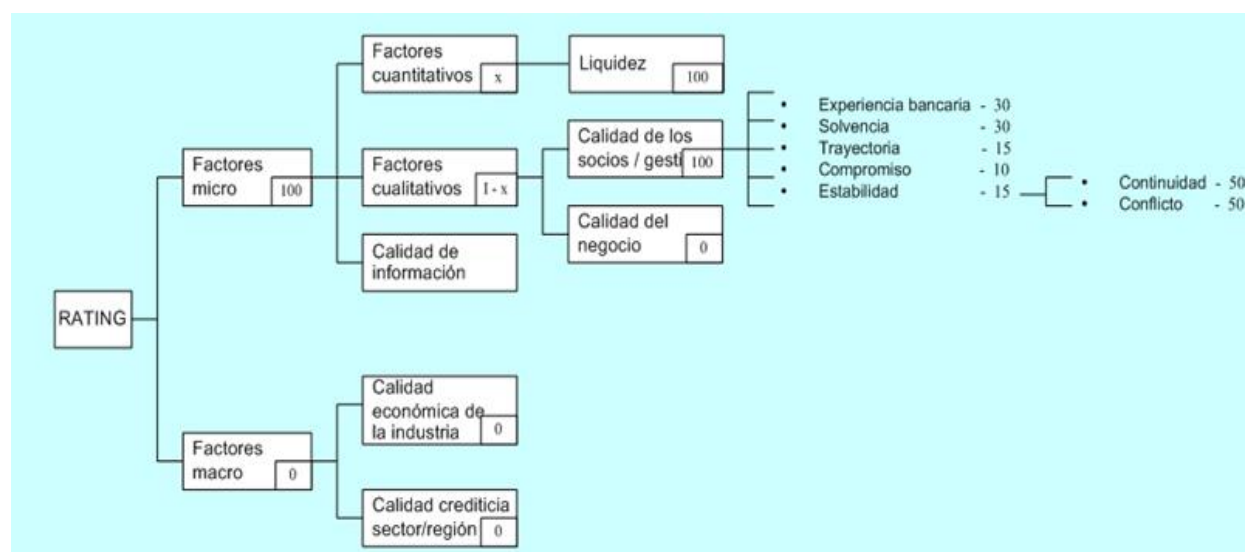 RATING
Factores
micro 100
Factores
cuantitativos x
Liquidez
100
Factores
cualitativos 1 - x
Calidad de los
socios / gesti 100
• Experiencia bancaria - 30
• Solvencia - 30
• Trayectoria - 15
• Compromiso - 10
• Estabilidad - 15
• Continuidad - 50
• Conflicto - 50
Calidad del
negocio 0
Calidad de
información
Factores
macro 0
Calidad
económica de
la industria 0
Calidad crediticia
sector/región 0